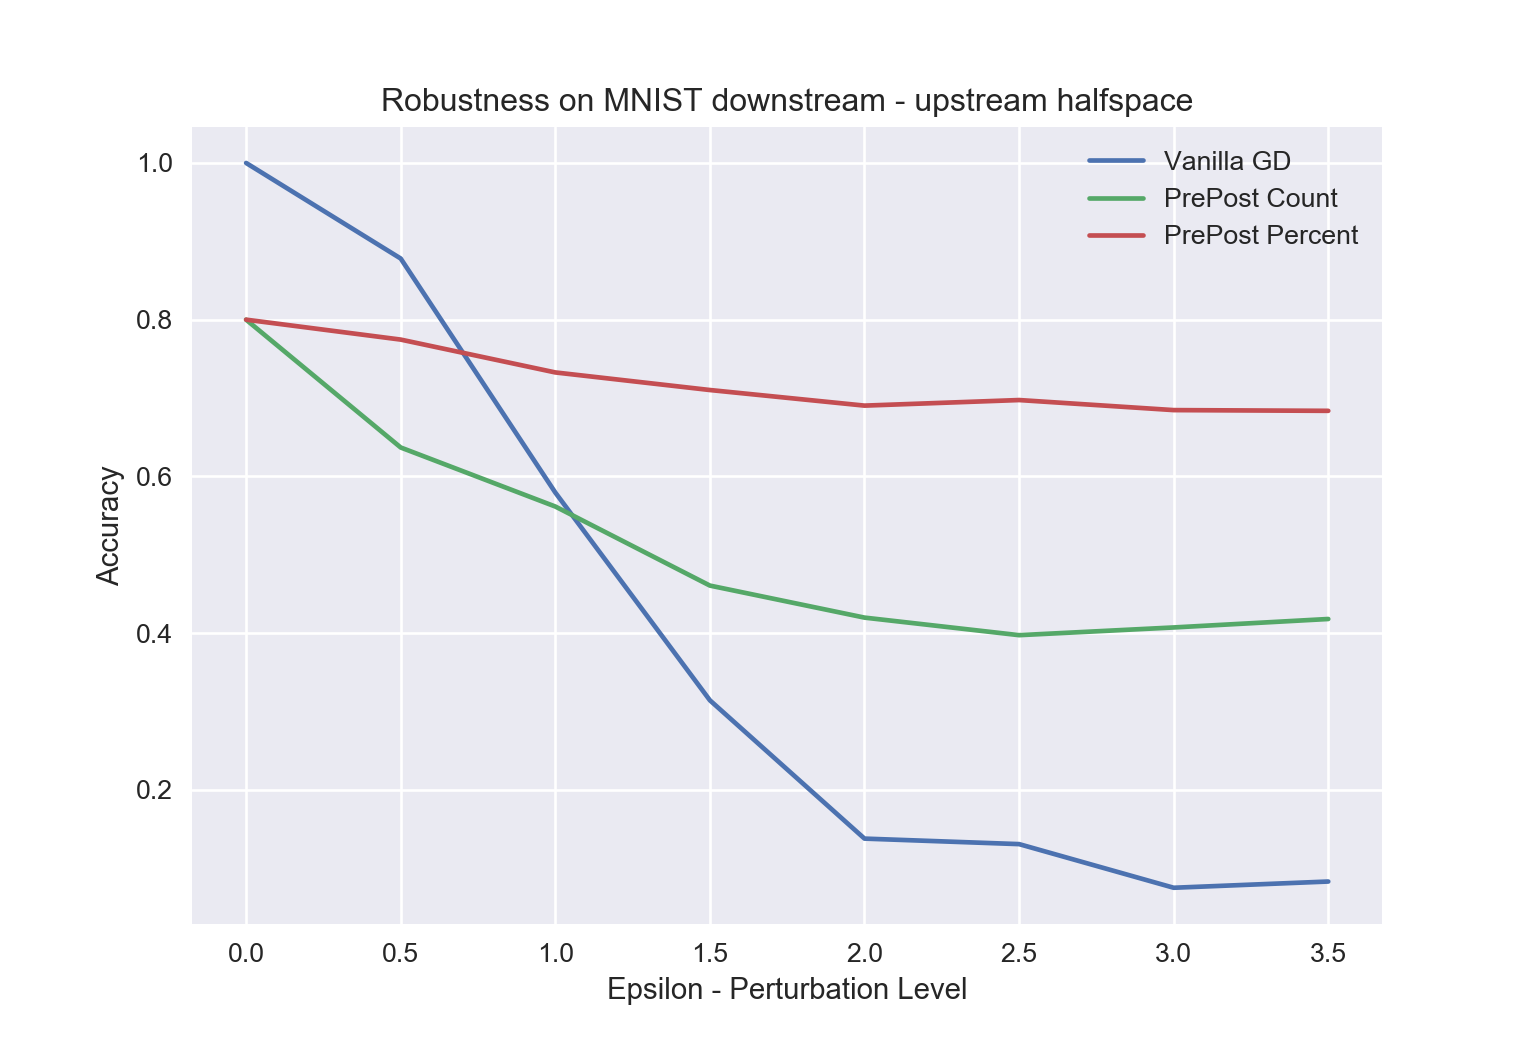 Robustness on MNIST downstream - upstream halfspace
Vanilla GD
PrePost Count
PrePost Percent
1.0
0.8
0.6
0.4
0.2
Accuracy
0.0 0.5 1.0 1.5 2.0 2.5 3.0 3.5
Epsilon - Perturbation Level